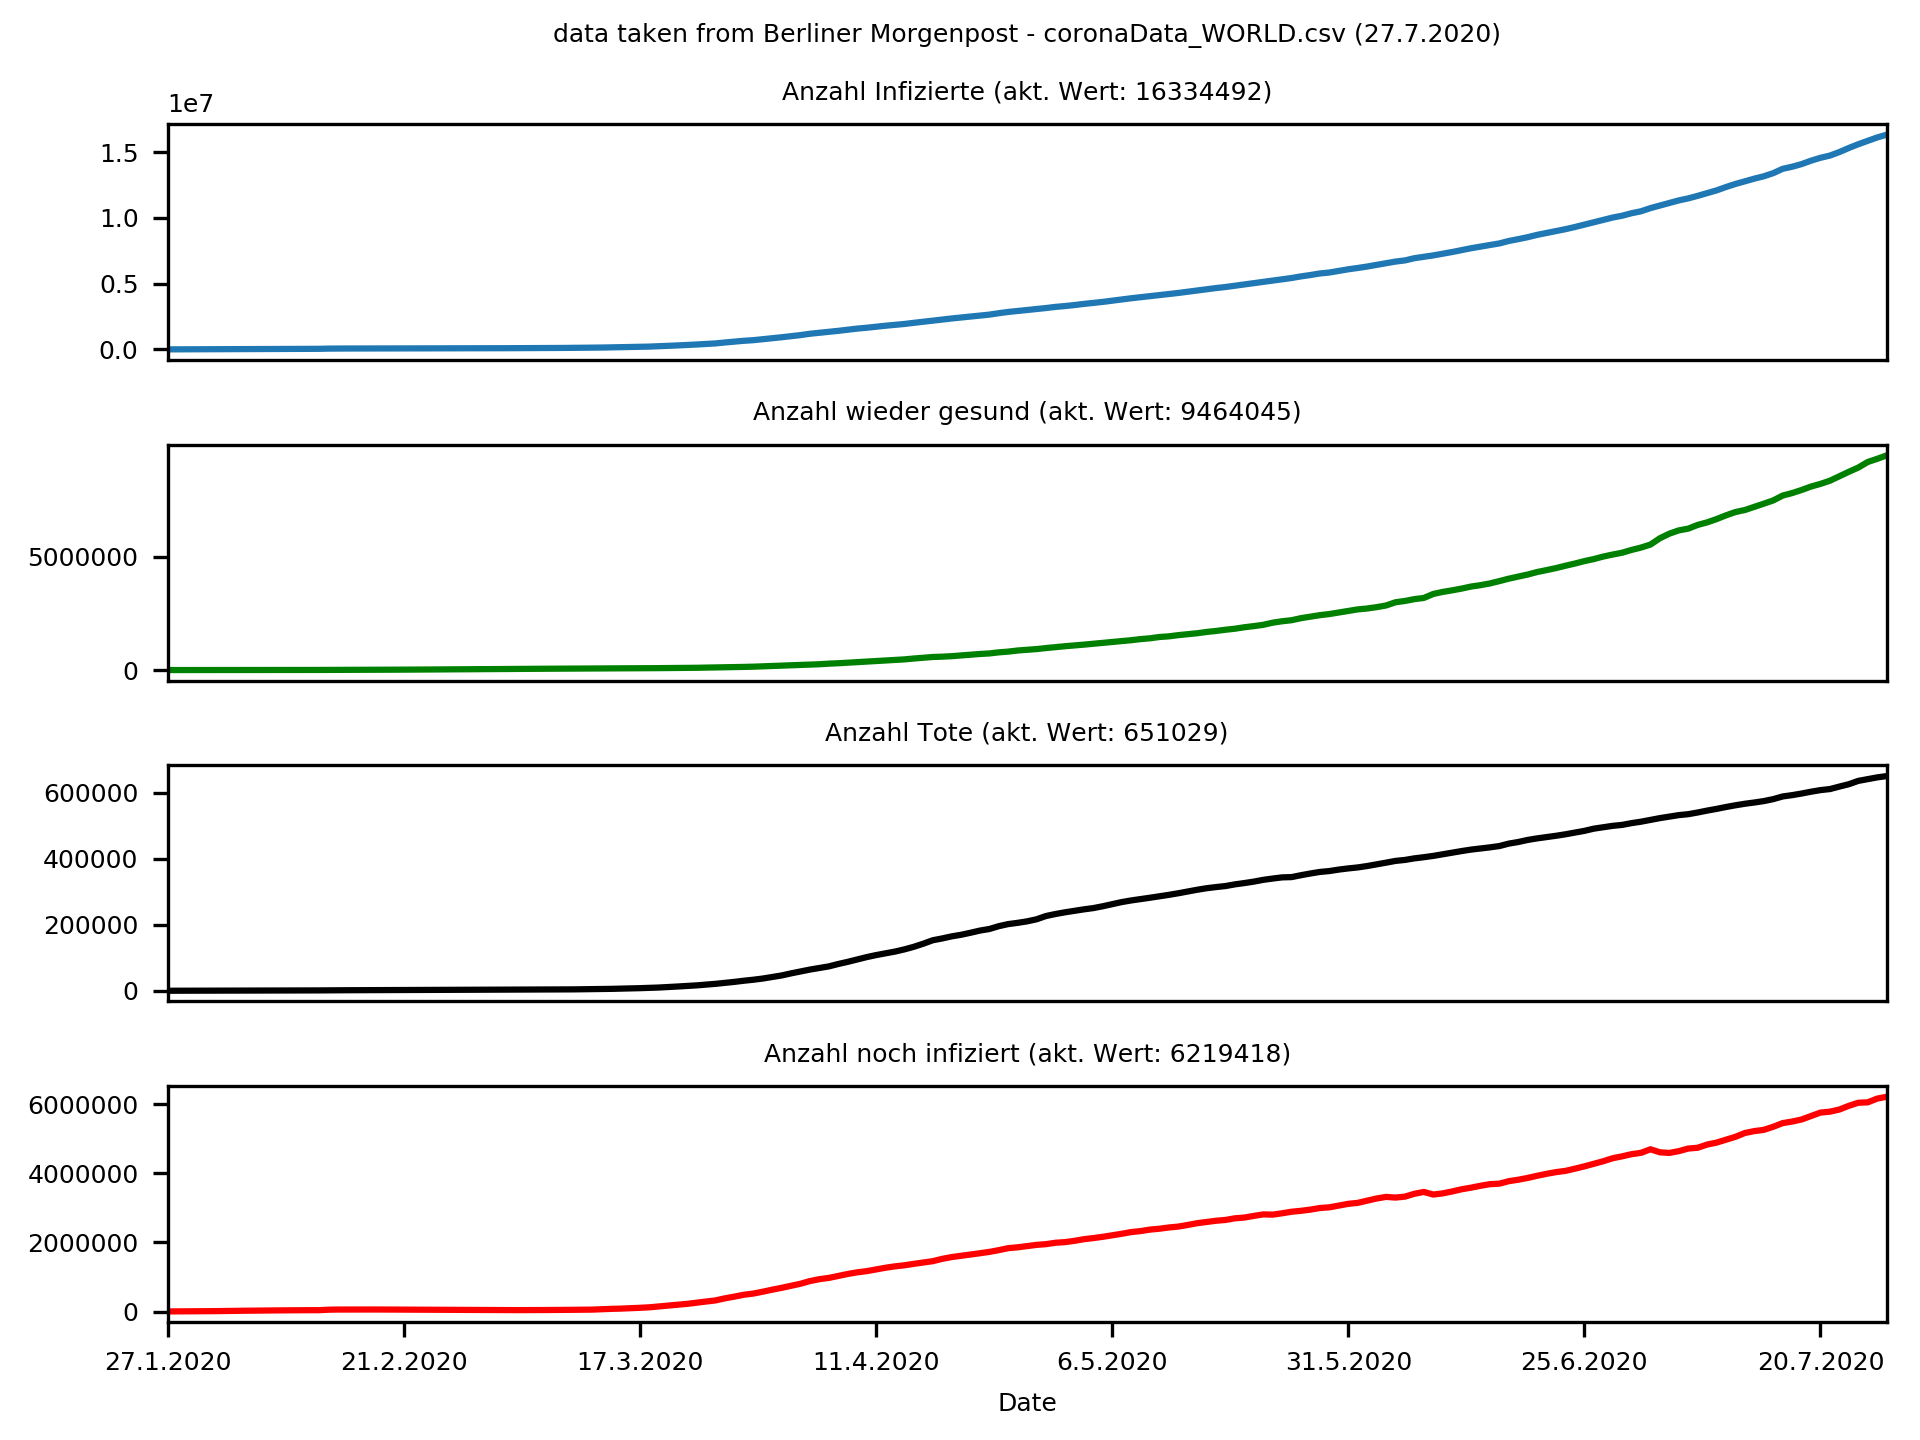 data taken from Berliner Morgenpost - coronaData_WORLD.csv (27.7.2020)
Anzahl Infizierte (akt. Wert: 16334492)
1e7
1.5
1.0
0.5
0.0
Anzahl wieder gesund (akt. Wert: 9464045)
5000000
0
Anzahl Tote (akt. Wert: 651029)
600000
400000
200000
0
Anzahl noch infiziert (akt. Wert: 6219418)
6000000
4000000
2000000
0
27.1.2020 21.2.2020 17.3.2020 11.4.2020 6.5.2020 31.5.2020 25.6.2020 20.7.2020
Date